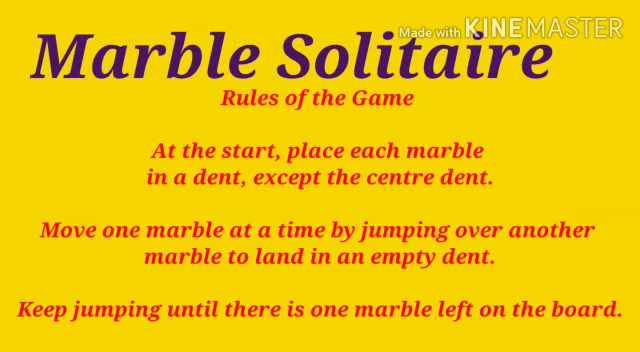 Made with KINEMASTER
Marble Solitaire
Rules of the Game
At the start, place each marble
in a dent, except the centre dent.
Move one marble at a time by jumping over another
marble to land in an empty dent.
Keep jumping until there is one marble left on the board.